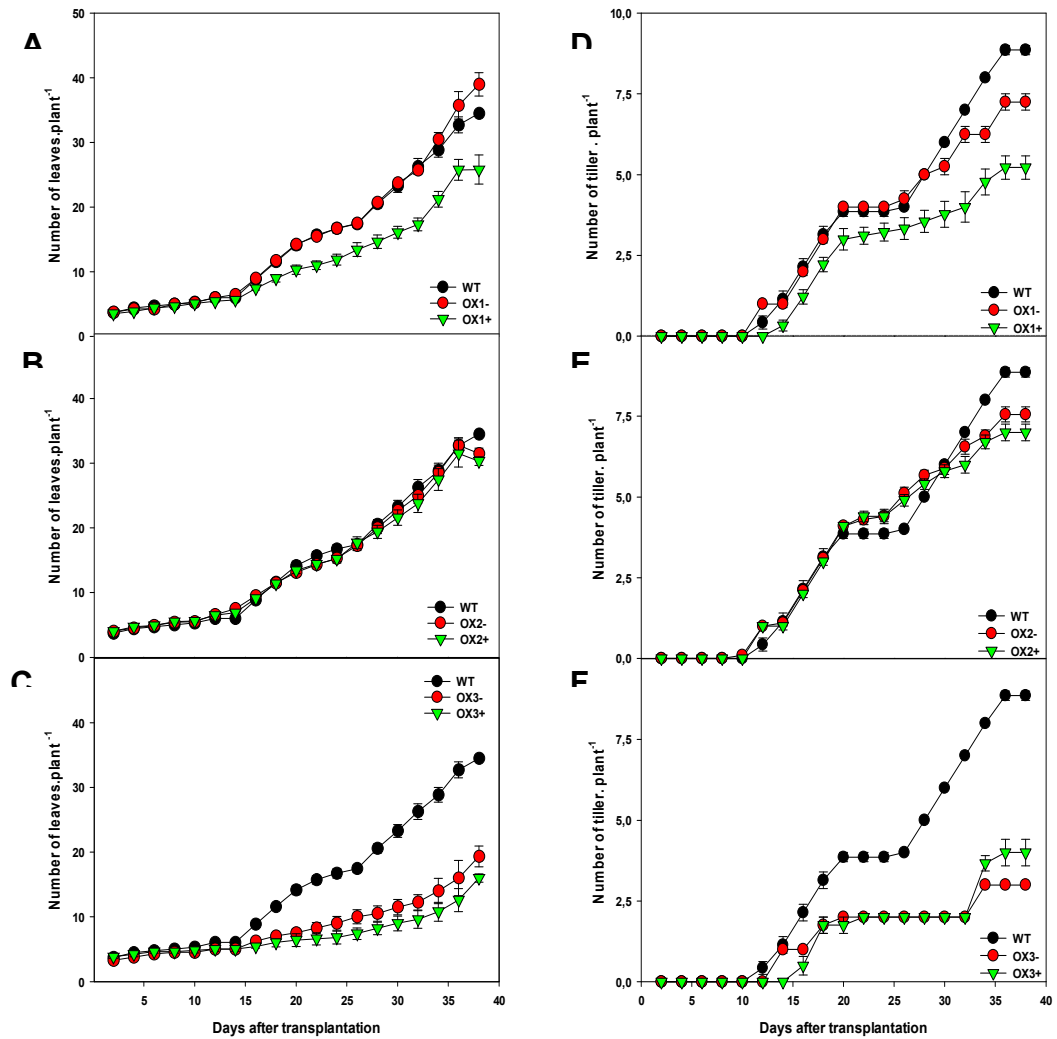 A
Number of leaves.plant⁻¹
50
40
30
20
10
0
WT
OX1-
OX1+
B
Number of leaves.plant⁻¹
40
30
20
10
0
WT
OX2-
OX2+
C
Number of leaves.plant⁻¹
40
30
20
10
0
WT
OX3-
OX3+
5 10 15 20 25 30 35 40
Days after transplantation
D
Number of tiller . plant⁻¹
10,0
7,5
5,0
2,5
0,0
WT
OX1-
OX1+
E
Number of tiller. plant⁻¹
7,5
5,0
2,5
0,0
WT
OX2-
OX2+
F
Number of tiller. plant⁻¹
7,5
5,0
2,5
0,0
WT
OX3-
OX3+
0 5 10 15 20 25 30 35 40
Days after transplantation